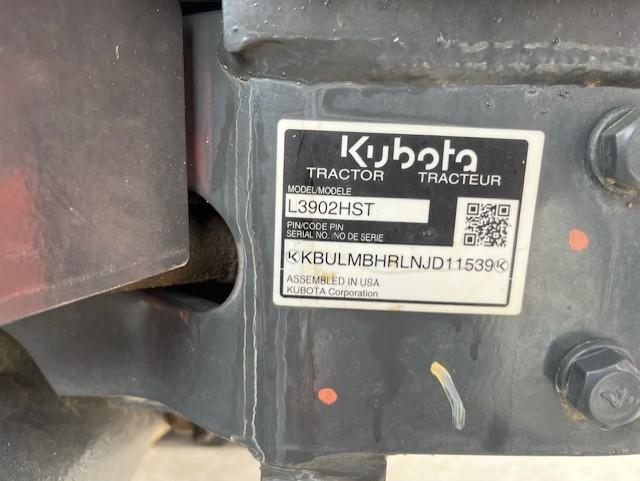 Kubota
TRACTOR TRACTEUR
MODEL/MODELE
L3902HST
PIN/CODE PIN
SERIAL NO. /NO DE SERIE
KKBULMBHRLNJD11539K
ASSEMBLED IN USA
KUBOTA Corporation